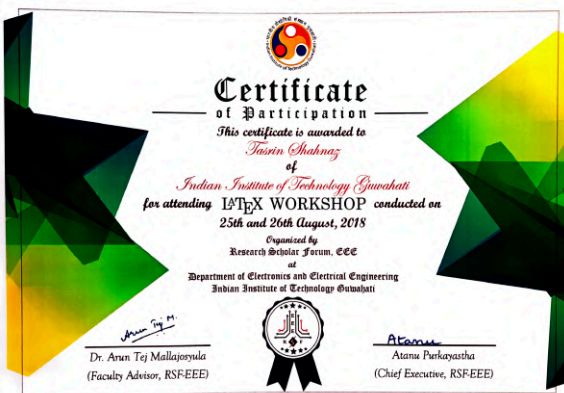 Certificate
of Participation
This certificate is awarded to
Tasrin Shahnaz
of
Indian Institute of Technology Guwahati
for attending LATEX WORKSHOP conducted on
25th and 26th August, 2018
Organized by
Research Scholar Forum, EEE
at
Department of Electronics and Electrical Engineering
Indian Institute of Technology Guwahati
Arun Tej M.
Atanu
Dr. Arun Tej Mallajosyula
(Faculty Advisor, RSF-EEE)
Atanu Purkayastha
(Chief Executive, RSF-EEE)